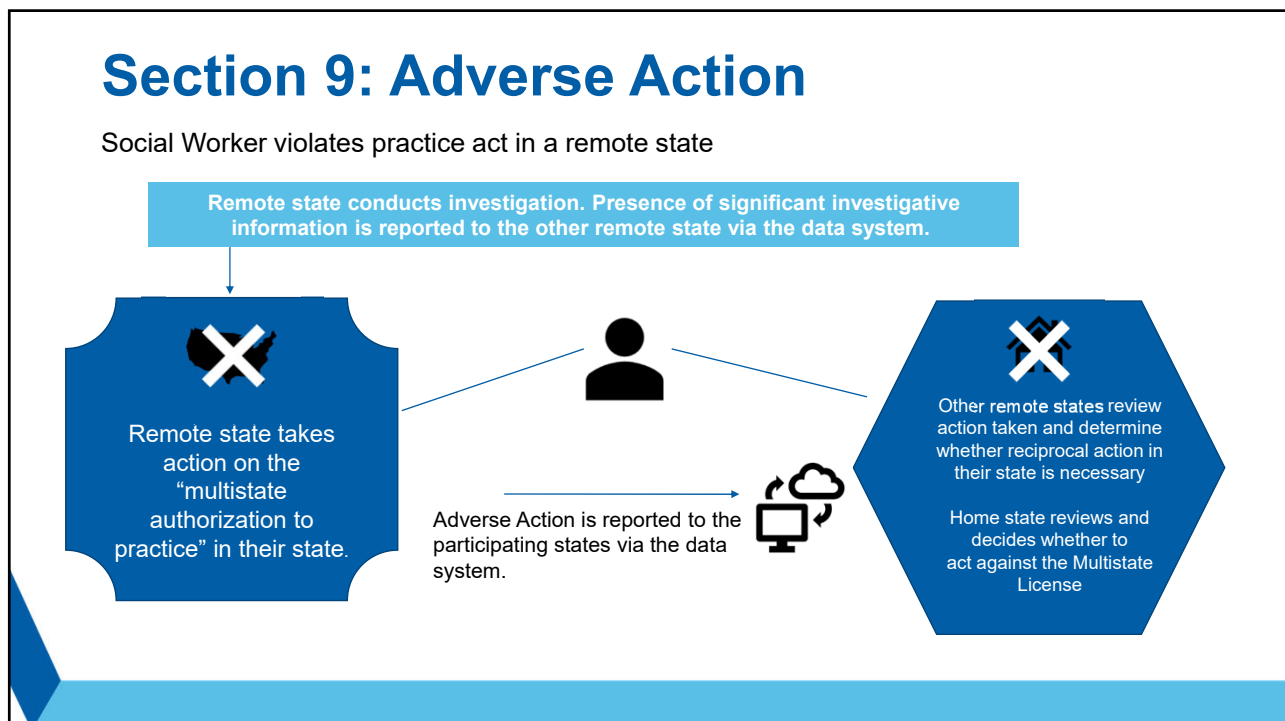 Section 9: Adverse Action
Social Worker violates practice act in a remote state
Remote state conducts investigation. Presence of significant investigative
information is reported to the other remote state via the data system.
Remote state takes
action on the
“multistate
authorization to
practice” in their state.
Adverse Action is reported to the
participating states via the data
system.
Other remote states review
action taken and determine
whether reciprocal action in
their state is necessary
Home state reviews and
decides whether to
act against the Multistate
License